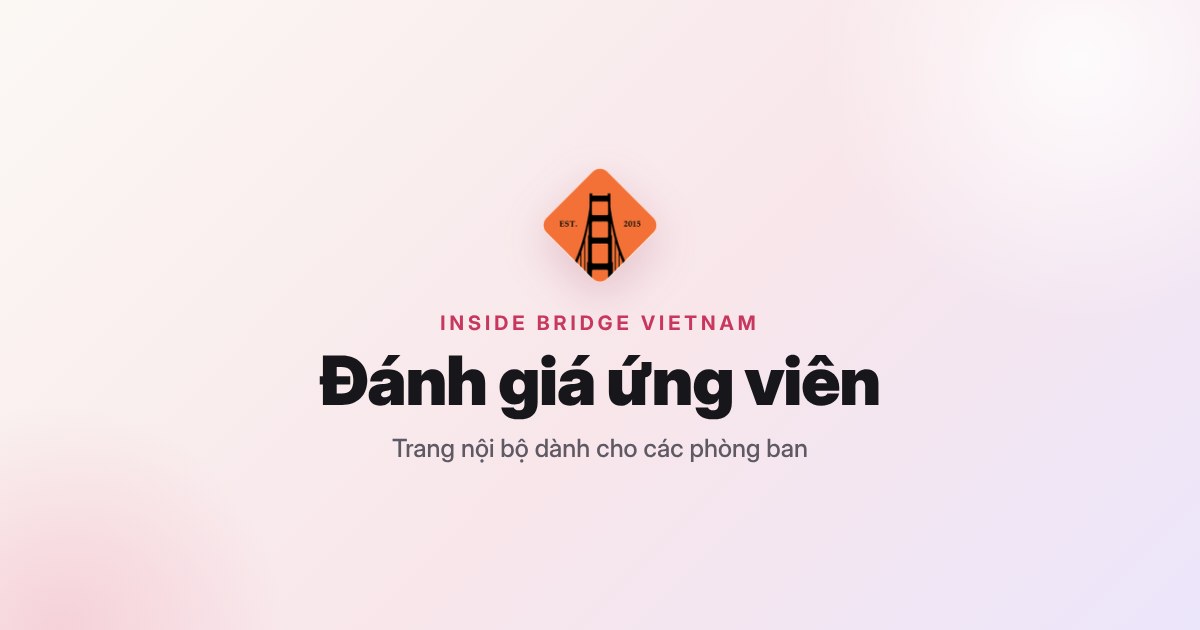 EST. 2015
INSIDE BRIDGE VIETNAM
Đánh giá ứng viên
Trang nội bộ dành cho các phòng ban